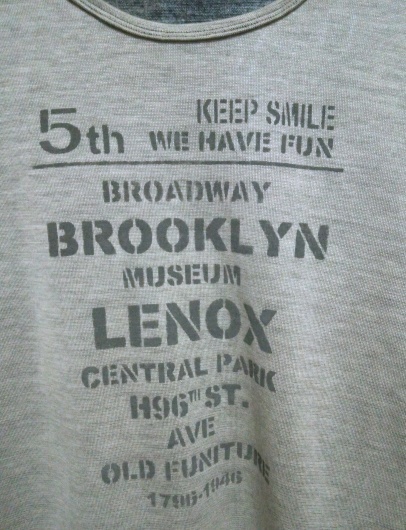 KEEP SMILE
5th WE HAVE FUN
BROADWAY
BROOKLYN
MUSEUM
LENOX
CENTRAL PARK
H96TH ST.
AVE
OLD FUNITURE
1796-1946